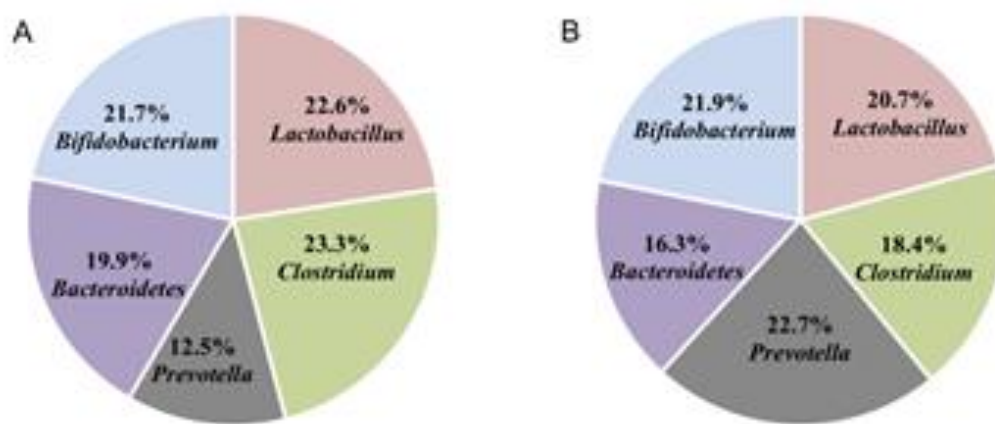 A
21.7%
Bifidobacterium
22.6%
Lactobacillus
19.9%
Bacteroidetes
23.3%
Clostridium
12.5%
Prevotella
B
21.9%
Bifidobacterium
20.7%
Lactobacillus
16.3%
Bacteroidetes
18.4%
Clostridium
22.7%
Prevotella